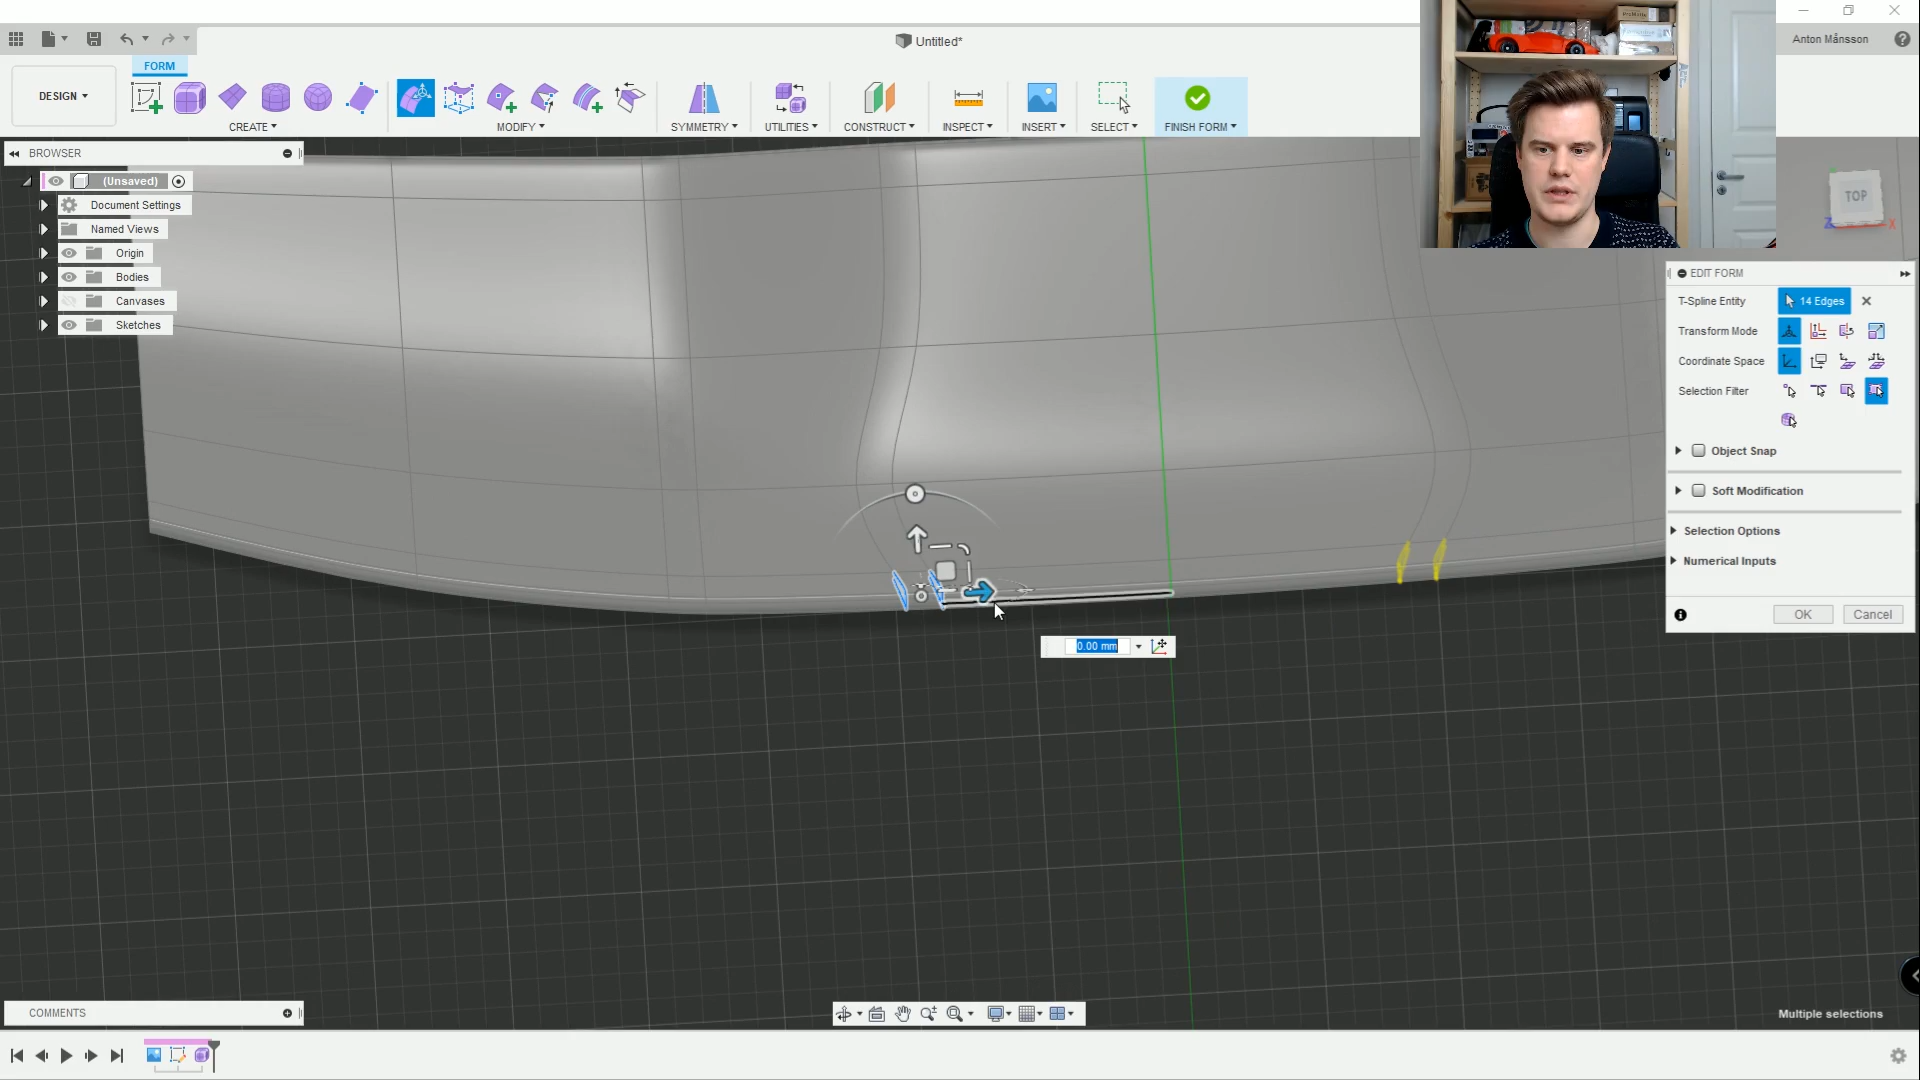 Untitled*
Anton Månsson
FORM
DESIGN
CREATE
MODIFY
SYMMETRY
UTILITIES
CONSTRUCT
INSPECT
INSERT
SELECT
FINISH FORM
BROWSER
(Unsaved)
Document Settings
Named Views
Origin
Bodies
Canvases
Sketches
TOP
Z
X
EDIT FORM
T-Spline Entity
14 Edges
Transform Mode
Coordinate Space
Selection Filter
Object Snap
Soft Modification
Selection Options
Numerical Inputs
OK
Cancel
0.00 mm
COMMENTS
Multiple selections